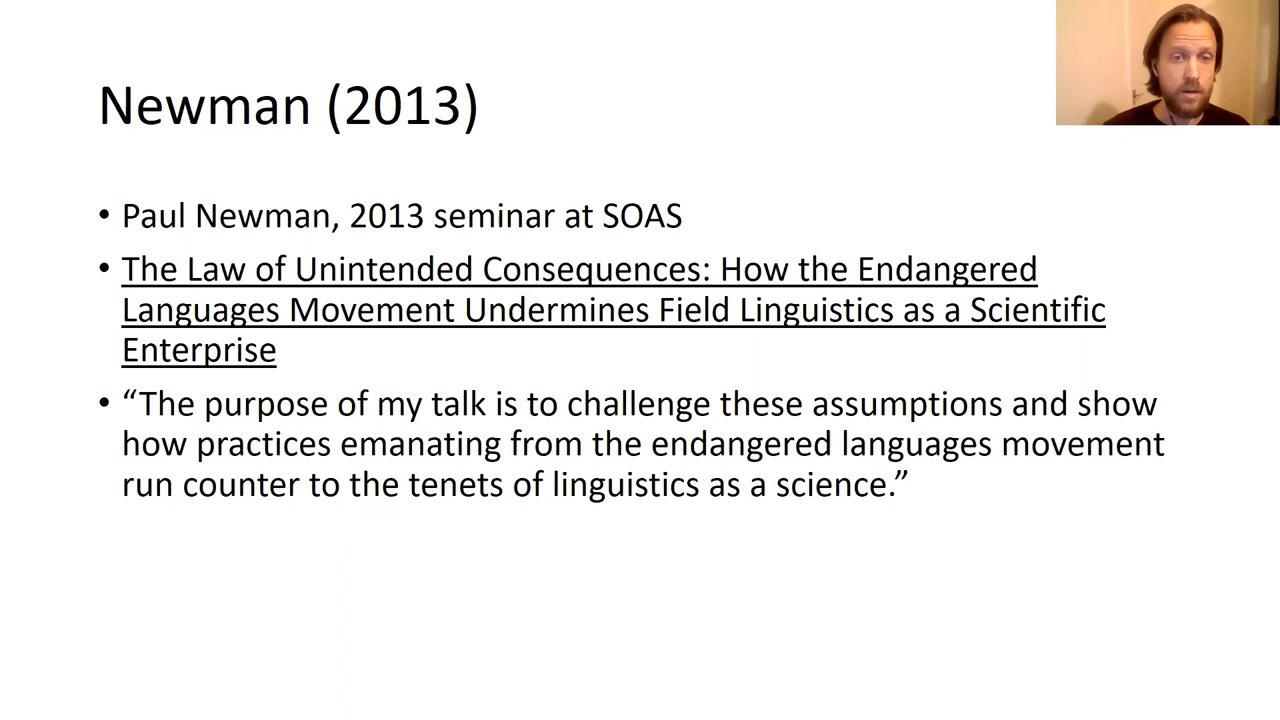 Newman (2013)
• Paul Newman, 2013 seminar at SOAS
• The Law of Unintended Consequences: How the Endangered
Languages Movement Undermines Field Linguistics as a Scientific
Enterprise
• “The purpose of my talk is to challenge these assumptions and show
how practices emanating from the endangered languages movement
run counter to the tenets of linguistics as a science.”